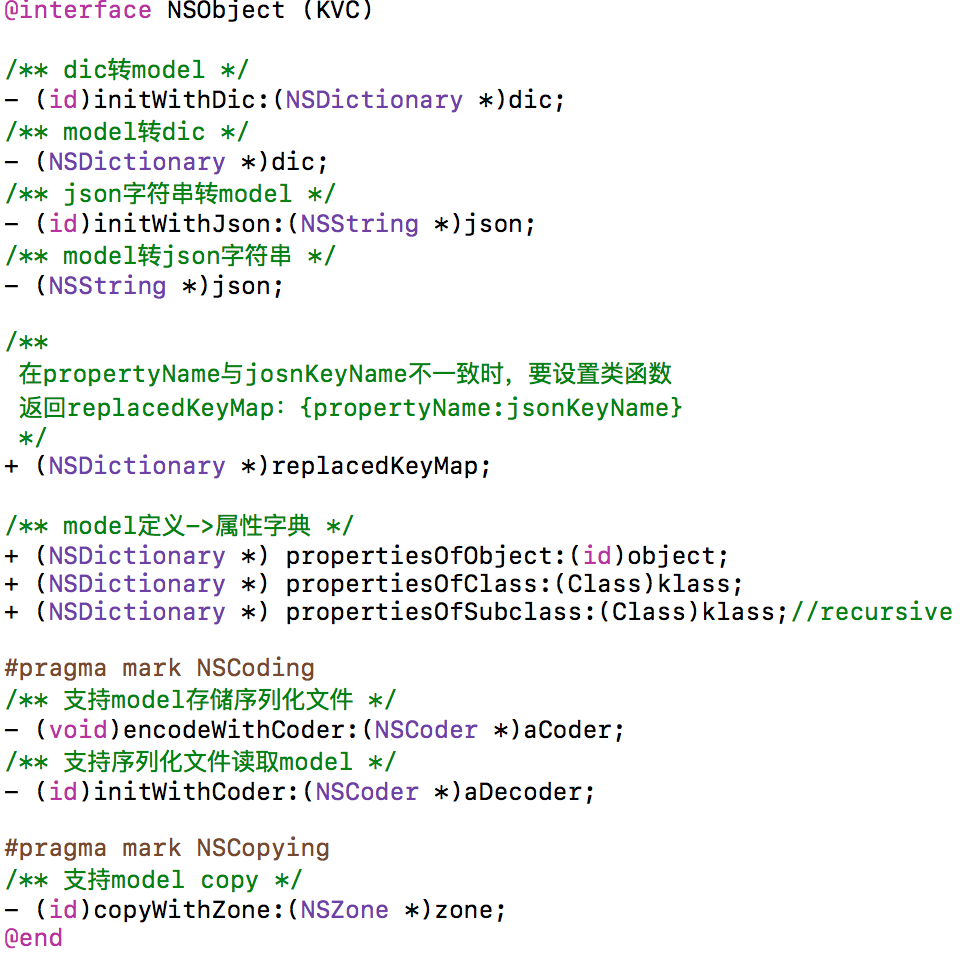 @interface NSObject (KVC)
/** dic转model */
- (id)initWithDic:(NSDictionary *)dic;
/** model转dic */
- (NSDictionary *)dic;
/** json字符串转model */
- (id)initWithJson:(NSString *)json;
/** model转json字符串 */
- (NSString *)json;
/**
在propertyName与josnKeyName不一致时，要设置类函数
返回replacedKeyMap：{propertyName:jsonKeyName}
*/
+ (NSDictionary *)replacedKeyMap;
/** model定义->属性字典 */
+ (NSDictionary *) propertiesOfObject:(id)object;
+ (NSDictionary *) propertiesOfClass:(Class)klass;
+ (NSDictionary *) propertiesOfSubclass:(Class)klass;//recursive
#pragma mark NSCoding
/** 支持model存储序列化文件 */
- (void)encodeWithCoder:(NSCoder *)aCoder;
/** 支持序列化文件读取model */
- (id)initWithCoder:(NSCoder *)aDecoder;
#pragma mark NSCopying
/** 支持model copy */
- (id)copyWithZone:(NSZone *)zone;
@end